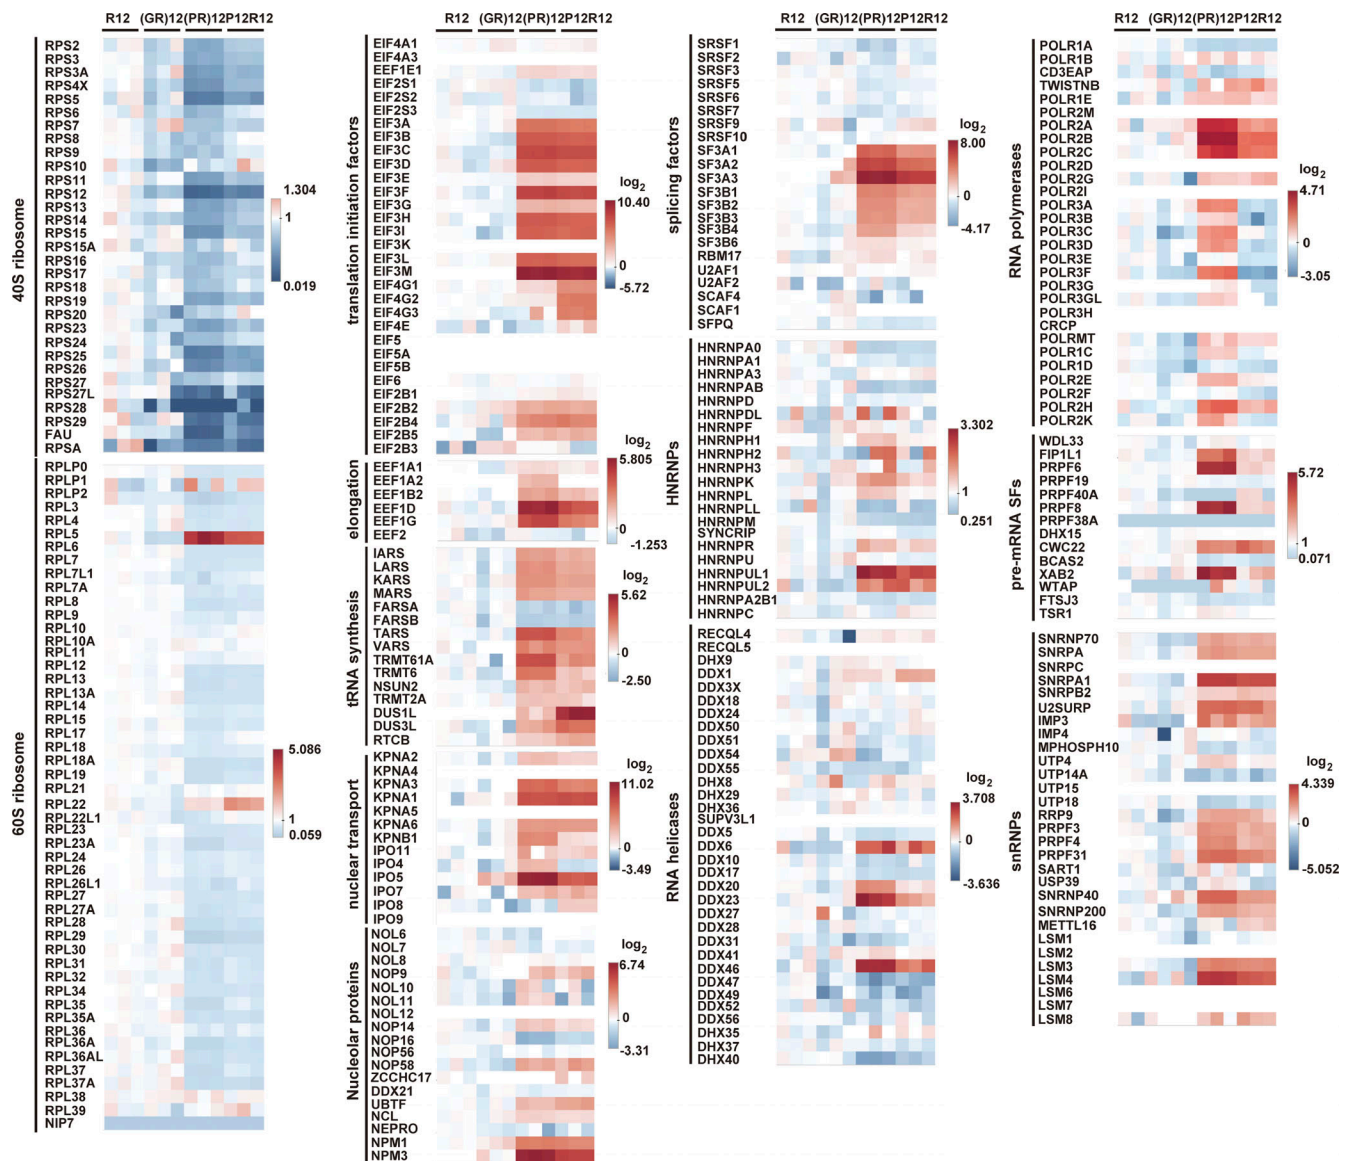 R12 (GR)12(PR)12P12R12
40S ribosome
RPS2
RPS3
RPS3A
RPS4X
RPS5
RPS6
RPS7
RPS8
RPS9
RPS10
RPS11
RPS12
RPS13
RPS14
RPS15
RPS15A
RPS16
RPS17
RPS18
RPS19
RPS20
RPS23
RPS24
RPS25
RPS26
RPS27
RPS27L
RPS28
RPS29
FAU
RPSA
1.304
1
0.019
60S ribosome
RPLP0
RPLP1
RPLP2
RPL3
RPL4
RPL5
RPL6
RPL7
RPL7L1
RPL7A
RPL8
RPL9
RPL10
RPL10A
RPL11
RPL12
RPL13
RPL13A
RPL14
RPL15
RPL17
RPL18
RPL18A
RPL19
RPL21
RPL22
RPL22L1
RPL23
RPL23A
RPL24
RPL26
RPL26L1
RPL27
RPL27A
RPL28
RPL29
RPL30
RPL31
RPL32
RPL34
RPL35
RPL35A
RPL36
RPL36A
RPL36AL
RPL37
RPL37A
RPL38
RPL39
NIP7
5.086
1
0.059
R12 (GR)12(PR)12P12R12
translation initiation factors
EIF4A1
EIF4A3
EEF1E1
EIF2S1
EIF2S2
EIF2S3
EIF3A
EIF3B
EIF3C
EIF3D
EIF3E
EIF3F
EIF3G
EIF3H
EIF3I
EIF3K
EIF3L
EIF3M
EIF4G1
EIF4G2
EIF4G3
EIF4E
EIF5
EIF5A
EIF5B
EIF6
EIF2B1
EIF2B2
EIF2B4
EIF2B5
EIF2B3
log2
10.40
0
-5.72
elongation
EEF1A1
EEF1A2
EEF1B2
EEF1D
EEF1G
EEF2
log2
5.805
0
-1.253
tRNA synthesis
IARS
LARS
KARS
MARS
FARSA
FARSB
TARS
VARS
TRMT61A
TRMT6
NSUN2
TRMT2A
DUS1L
DUS3L
RTCB
log2
5.62
0
-2.50
nuclear transport
KPNA2
KPNA4
KPNA3
KPNA1
KPNA5
KPNA6
KPNB1
IPO11
IPO4
IPO5
IPO7
IPO8
IPO9
log2
11.02
0
-3.49
Nucleolar proteins
NOL6
NOL7
NOL8
NOP9
NOL10
NOL11
NOL12
NOP14
NOP16
NOP56
NOP58
ZCCHC17
DDX21
UBTF
NCL
NEPRO
NPM1
NPM3
log2
6.74
0
-3.31
R12 (GR)12(PR)12P12R12
splicing factors
SRSF1
SRSF2
SRSF3
SRSF5
SRSF6
SRSF7
SRSF9
SRSF10
SF3A1
SF3A2
SF3A3
SF3B1
SF3B2
SF3B3
SF3B4
SF3B6
RBM17
U2AF1
U2AF2
SCAF4
SCAF1
SFPQ
log2
8.00
0
-4.17
HNRNPs
HNRNPA0
HNRNPA1
HNRNPA3
HNRNPAB
HNRNPD
HNRNPDL
HNRNPF
HNRNPH1
HNRNPH2
HNRNPH3
HNRNPK
HNRNPL
HNRNPLL
HNRNPM
SYNCRIP
HNRNPR
HNRNPU
HNRNPUL1
HNRNPUL2
HNRNPA2B1
HNRNPC
3.302
1
0.251
RNA helicases
RECQL4
RECQL5
DHX9
DDX1
DDX3X
DDX18
DDX24
DDX50
DDX51
DDX54
DDX55
DHX8
DHX29
DHX36
SUPV3L1
DDX5
DDX6
DDX10
DDX17
DDX20
DDX23
DDX27
DDX28
DDX31
DDX41
DDX46
DDX47
DDX49
DDX52
DDX56
DHX35
DHX37
DHX40
log2
3.708
0
-3.636
R12 (GR)12(PR)12P12R12
RNA polymerases
POLR1A
POLR1B
CD3EAP
TWISTNB
POLR1E
POLR2M
POLR2A
POLR2B
POLR2C
POLR2D
POLR2G
POLR2I
POLR3A
POLR3B
POLR3C
POLR3D
POLR3E
POLR3F
POLR3G
POLR3GL
POLR3H
CRCP
POLRMT
POLR1C
POLR1D
POLR2E
POLR2F
POLR2H
POLR2K
log2
4.71
0
-3.05
pre-mRNA SFs
WDL33
FIP1L1
PRPF6
PRPF19
PRPF40A
PRPF8
PRPF38A
DHX15
CWC22
BCAS2
XAB2
WTAP
FTSJ3
TSR1
5.72
1
0.071
snRNPs
SNRNP70
SNRPA
SNRPC
SNRPA1
SNRPB2
U2SURP
IMP3
IMP4
MPHOSPH10
UTP4
UTP14A
UTP15
UTP18
RRP9
PRPF3
PRPF4
PRPF31
SART1
USP39
SNRNP40
SNRNP200
METTL16
LSM1
LSM2
LSM3
LSM4
LSM6
LSM7
LSM8
log2
4.339
0
-5.052